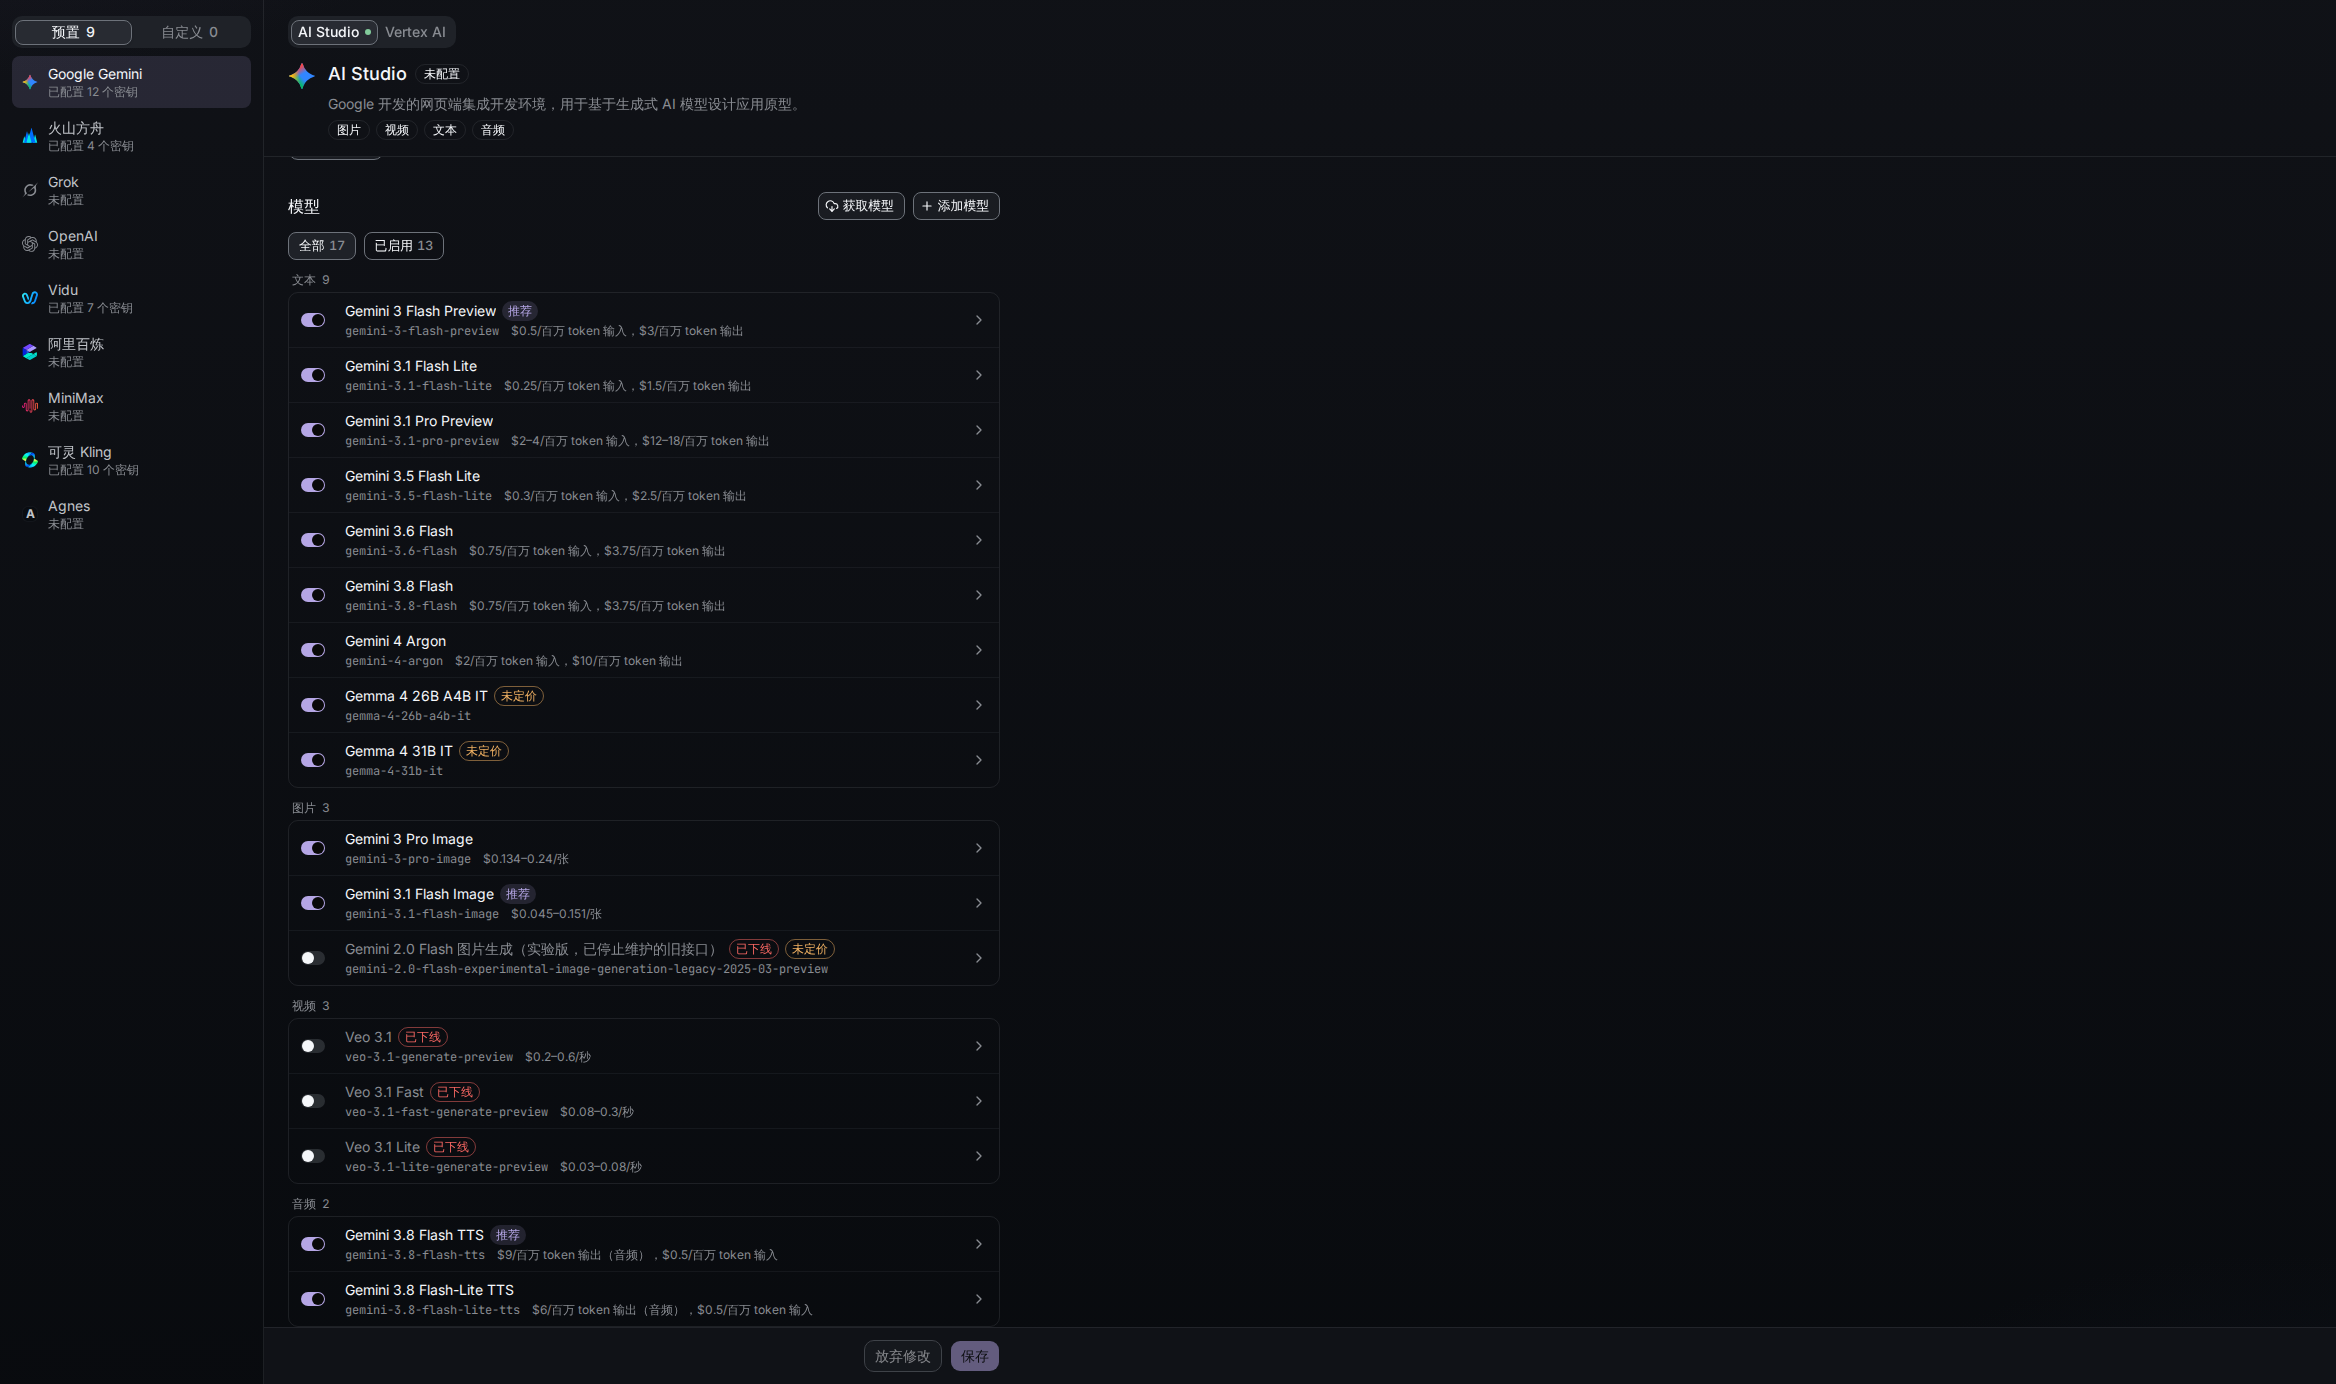 预置 9
自定义 0
Google Gemini
已配置 12 个密钥
火山方舟
已配置 4 个密钥
Grok
未配置
OpenAI
未配置
Vidu
已配置 7 个密钥
阿里百炼
未配置
MiniMax
未配置
可灵 Kling
已配置 10 个密钥
A
Agnes
未配置
AI Studio
Vertex AI
AI Studio 未配置
Google 开发的网页端集成开发环境，用于基于生成式 AI 模型设计应用原型。
图片 视频 文本 音频
模型
获取模型
添加模型
全部 17
已启用 13
文本 9
Gemini 3 Flash Preview 推荐
gemini-3-flash-preview $0.5/百万 token 输入，$3/百万 token 输出
Gemini 3.1 Flash Lite
gemini-3.1-flash-lite $0.25/百万 token 输入，$1.5/百万 token 输出
Gemini 3.1 Pro Preview
gemini-3.1-pro-preview $2–4/百万 token 输入，$12–18/百万 token 输出
Gemini 3.5 Flash Lite
gemini-3.5-flash-lite $0.3/百万 token 输入，$2.5/百万 token 输出
Gemini 3.6 Flash
gemini-3.6-flash $0.75/百万 token 输入，$3.75/百万 token 输出
Gemini 3.8 Flash
gemini-3.8-flash $0.75/百万 token 输入，$3.75/百万 token 输出
Gemini 4 Argon
gemini-4-argon $2/百万 token 输入，$10/百万 token 输出
Gemma 4 26B A4B IT 未定价
gemma-4-26b-a4b-it
Gemma 4 31B IT 未定价
gemma-4-31b-it
图片 3
Gemini 3 Pro Image
gemini-3-pro-image $0.134–0.24/张
Gemini 3.1 Flash Image 推荐
gemini-3.1-flash-image $0.045–0.151/张
Gemini 2.0 Flash 图片生成（实验版，已停止维护的旧接口） 已下线 未定价
gemini-2.0-flash-experimental-image-generation-legacy-2025-03-preview
视频 3
Veo 3.1 已下线
veo-3.1-generate-preview $0.2–0.6/秒
Veo 3.1 Fast 已下线
veo-3.1-fast-generate-preview $0.08–0.3/秒
Veo 3.1 Lite 已下线
veo-3.1-lite-generate-preview $0.03–0.08/秒
音频 2
Gemini 3.8 Flash TTS 推荐
gemini-3.8-flash-tts $9/百万 token 输出（音频），$0.5/百万 token 输入
Gemini 3.8 Flash-Lite TTS
gemini-3.8-flash-lite-tts $6/百万 token 输出（音频），$0.5/百万 token 输入
放弃修改
保存